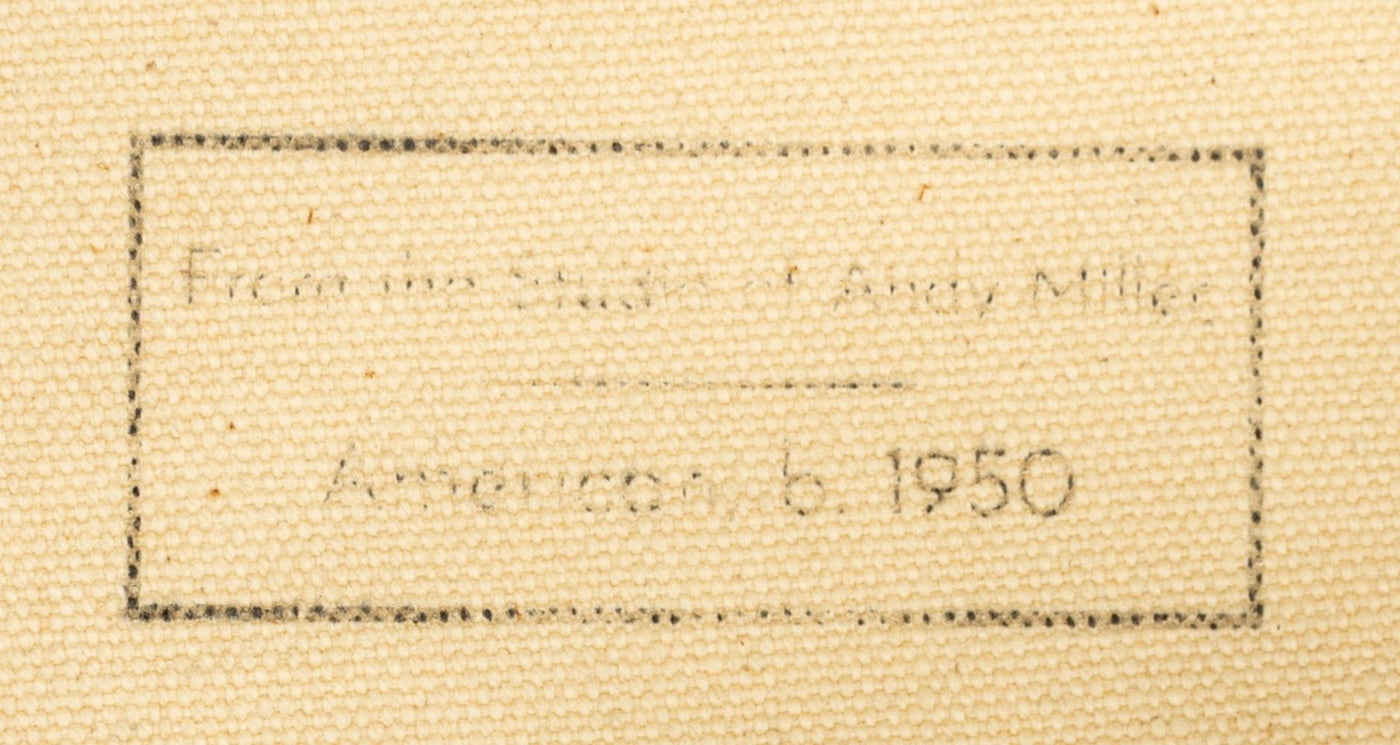 From the Studio of Andy Miller
American, b. 1950